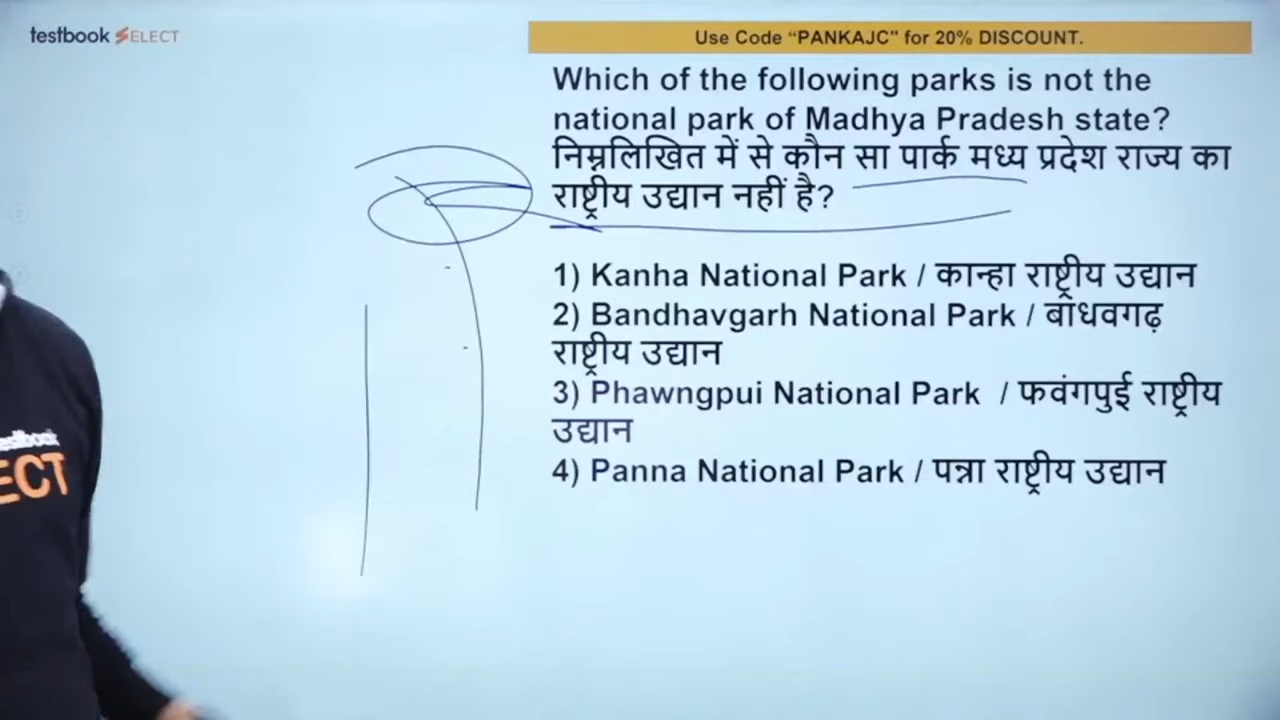 testbook SELECT
Use Code “PANKAJC" for 20% DISCOUNT.
Which of the following parks is not the
national park of Madhya Pradesh state?
निम्नलिखित में से कौन सा पार्क मध्य प्रदेश राज्य का
राष्ट्रीय उद्यान नहीं है?
1) Kanha National Park / कान्हा राष्ट्रीय उद्यान
2) Bandhavgarh National Park / बांधवगढ़
राष्ट्रीय उद्यान
3) Phawngpui National Park / फवंगपुई राष्ट्रीय
उद्यान
4) Panna National Park / पन्ना राष्ट्रीय उद्यान
estbook
ECT